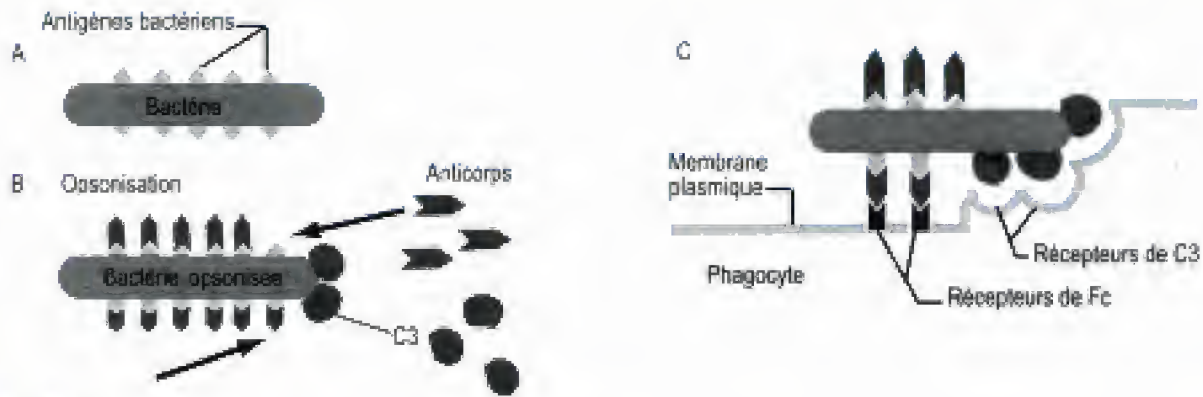 Antigènes bactériens
A
Bactérie
B Opsonisation
Anticorps
Bactérie opsonisée
C3
C
Membrane
plasmique
Phagocyte
Récepteurs de C3
Récepteurs de Fc